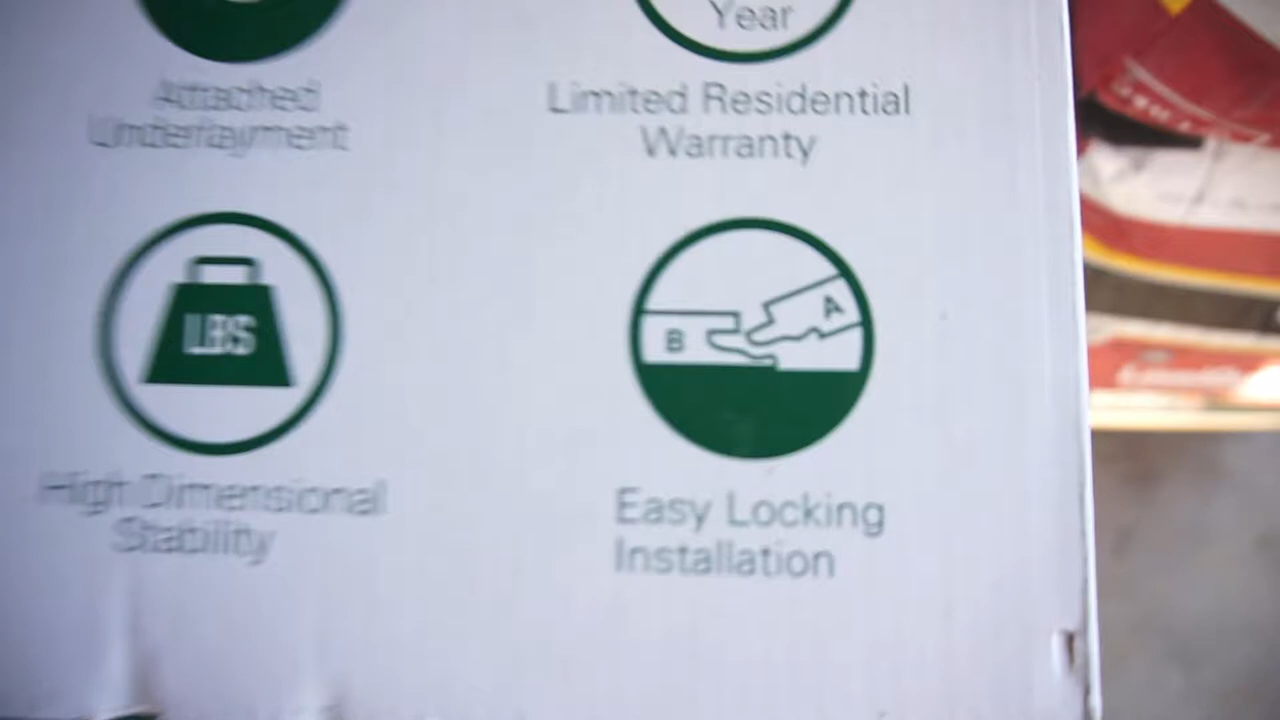 Year
Attached
Underlayment
Limited Residential
Warranty
LBS
B
A
High Dimensional
Stability
Easy Locking
Installation